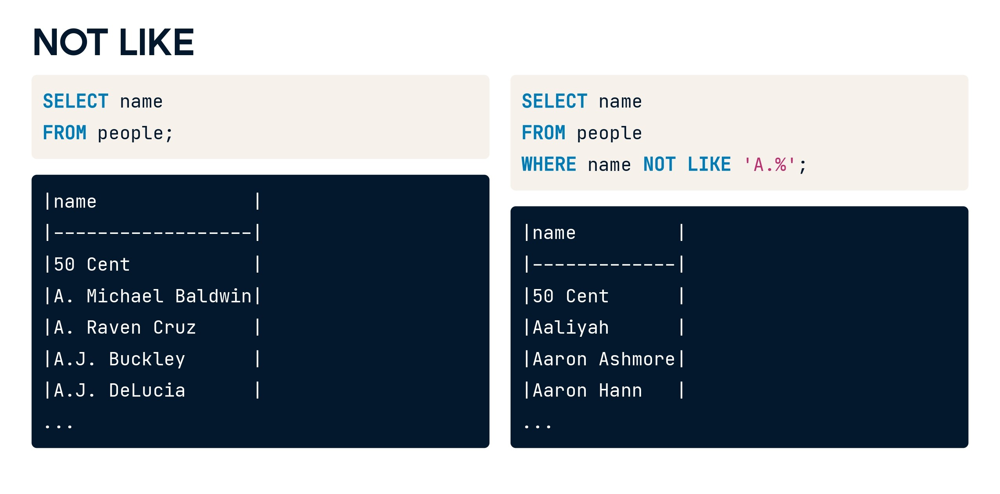 NOT LIKE
SELECT name
FROM people;
|name              |
|------------------|
|50 Cent           |
|A. Michael Baldwin|
|A. Raven Cruz     |
|A.J. Buckley      |
|A.J. DeLucia      |
...
SELECT name
FROM people
WHERE name NOT LIKE 'A.%';
|name         |
|-------------|
|50 Cent      |
|Aaliyah      |
|Aaron Ashmore|
|Aaron Hann   |
...